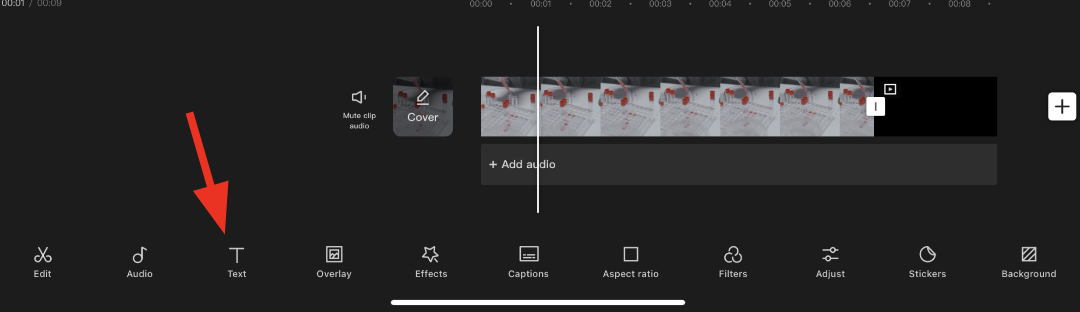 00:01 / 00:09
00:00 00:01 00:02 00:03 00:04 00:05 00:06 00:07 00:08
Mute clip
audio
Cover
+ Add audio
Edit Audio Text Overlay Effects Captions Aspect ratio Filters Adjust Stickers Background